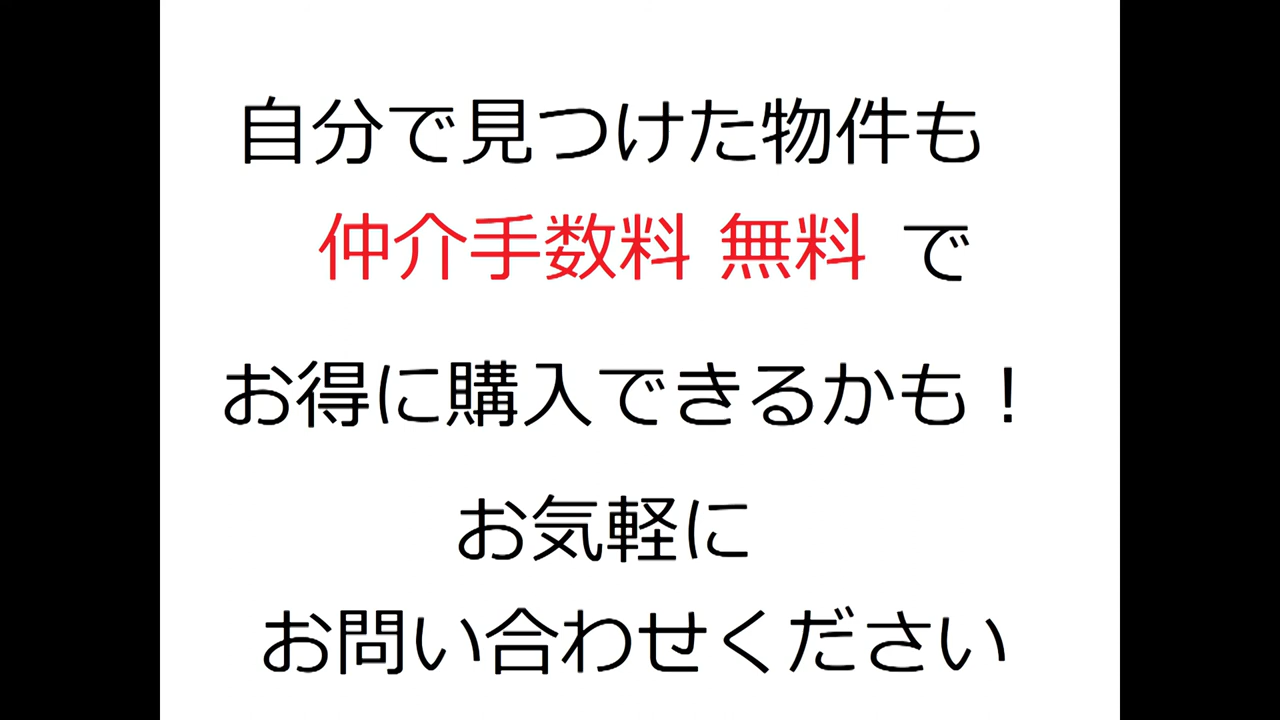 自分で見つけた物件も
仲介手数料 無料 で
お得に購入できるかも！
お気軽に
お問い合わせください